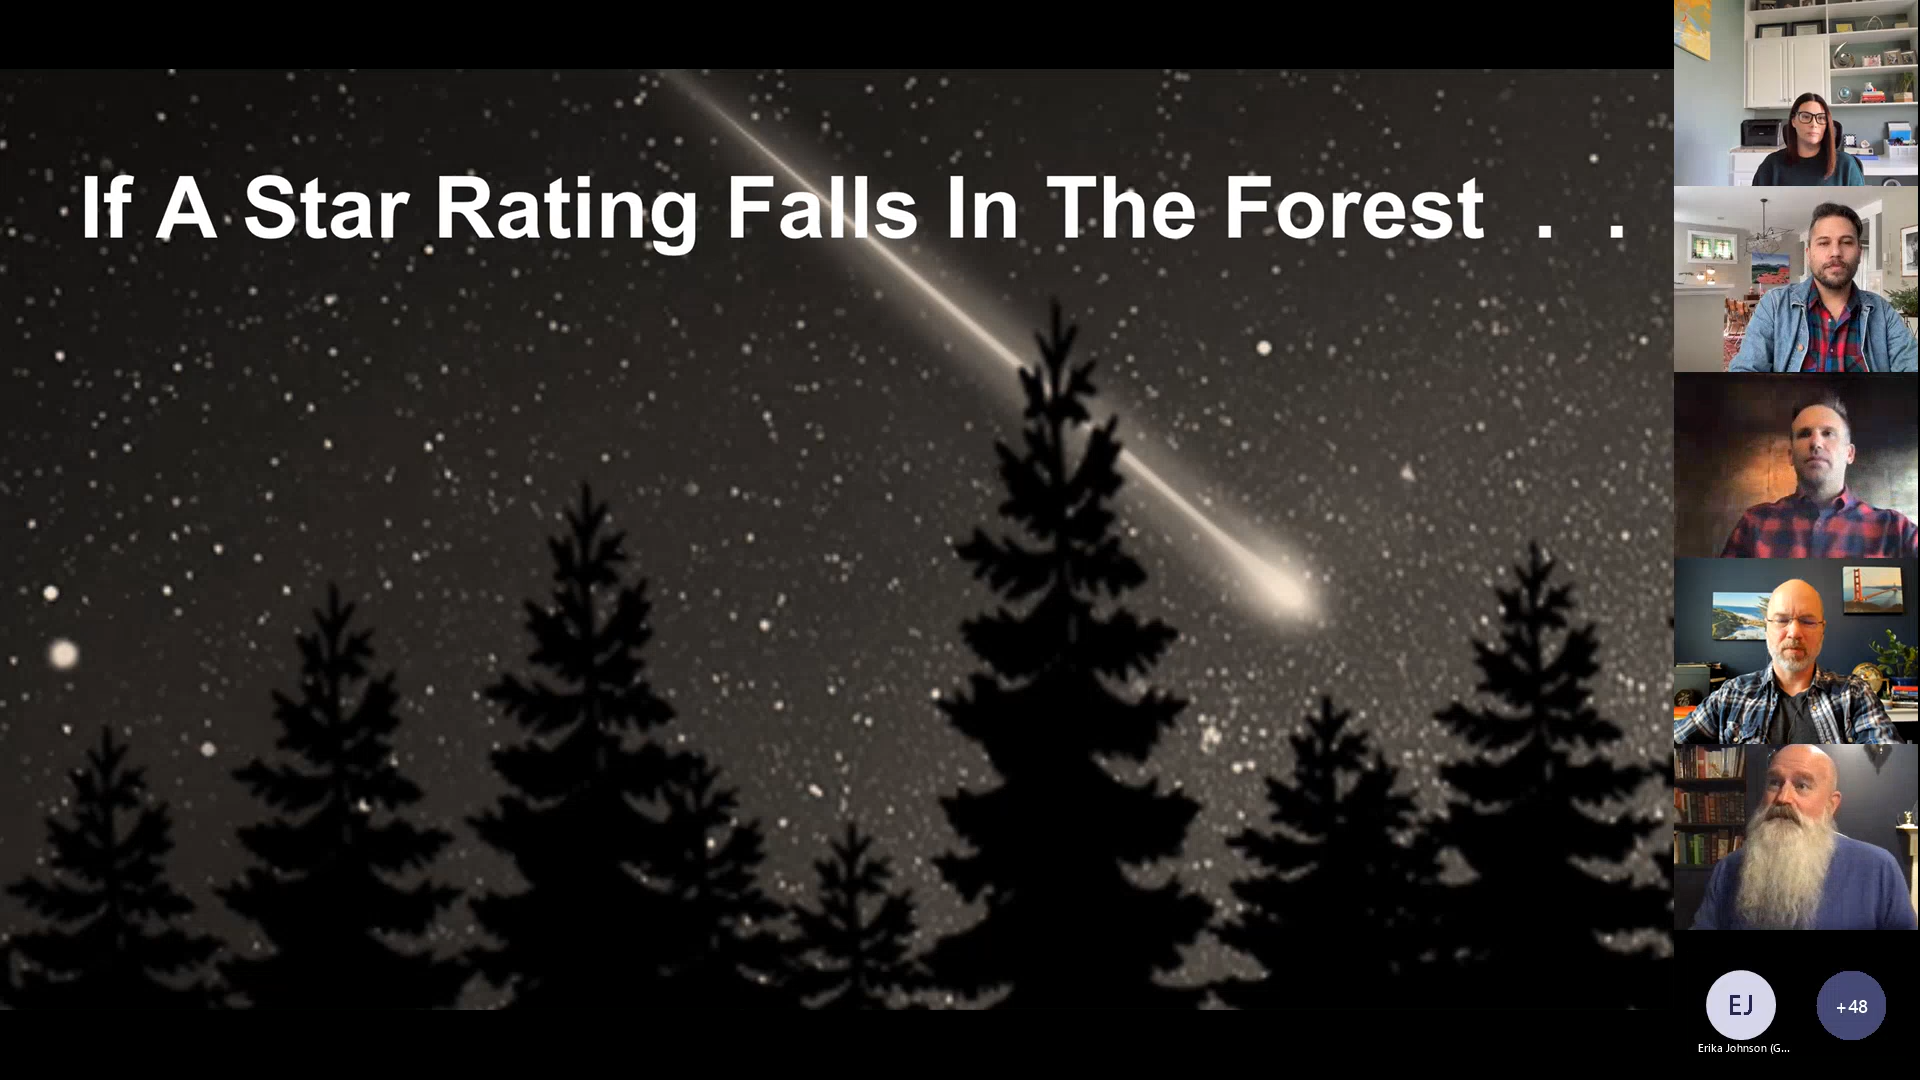 If A Star Rating Falls In The Forest . .
EJ
+48
Erika Johnson (G...